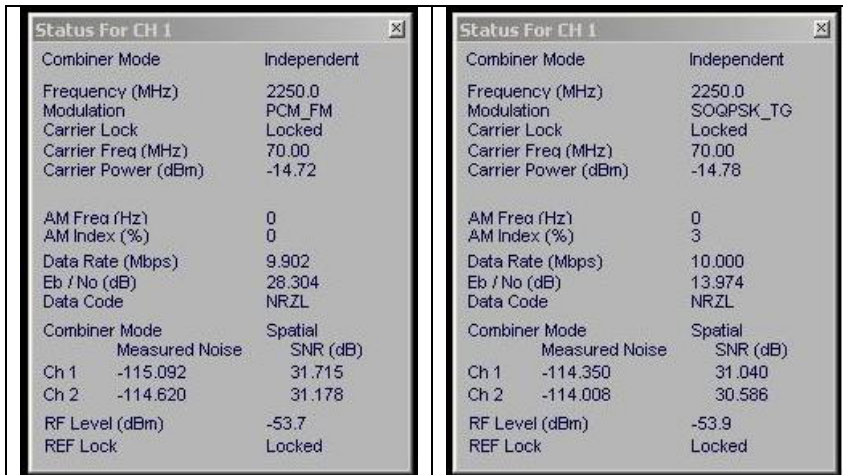 Status For CH 1
Combiner Mode Independent
Frequency (MHz) 2250.0
Modulation PCM_FM
Carrier Lock Locked
Carrier Freq (MHz) 70.00
Carrier Power (dBm) -14.72
AM Freq (Hz) 0
AM Index (%) 0
Data Rate (Mbps) 9.902
Eb / No (dB) 28.304
Data Code NRZL
Combiner Mode Spatial
Measured Noise SNR (dB)
Ch 1 -115.092 31.715
Ch 2 -114.620 31.178
RF Level (dBm) -53.7
REF Lock Locked
Status For CH 1
Combiner Mode Independent
Frequency (MHz) 2250.0
Modulation SOQPSK_TG
Carrier Lock Locked
Carrier Freq (MHz) 70.00
Carrier Power (dBm) -14.78
AM Freq (Hz) 0
AM Index (%) 3
Data Rate (Mbps) 10.000
Eb / No (dB) 13.974
Data Code NRZL
Combiner Mode Spatial
Measured Noise SNR (dB)
Ch 1 -114.350 31.040
Ch 2 -114.008 30.586
RF Level (dBm) -53.9
REF Lock Locked